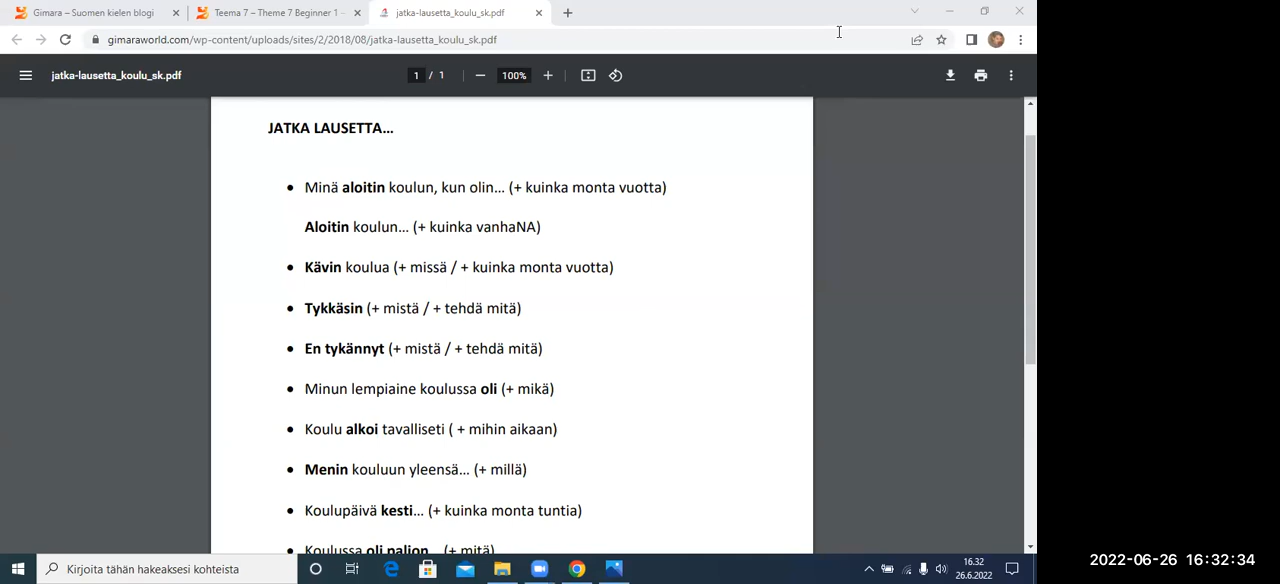 Gimara – Suomen kielen blogi
Teema 7 – Theme 7 Beginner 1 –
jatka-lausetta_koulu_sk.pdf
gimaraworld.com/wp-content/uploads/sites/2/2018/08/jatka-lausetta_koulu_sk.pdf
jatka-lausetta_koulu_sk.pdf
1 / 1
100%
JATKA LAUSETTA...
• Minä aloitin koulun, kun olin... (+ kuinka monta vuotta)
Aloitin koulun... (+ kuinka vanhaNA)
• Kävin koulua (+ missä / + kuinka monta vuotta)
• Tykkäsin (+ mistä / + tehdä mitä)
• En tykännyt (+ mistä / + tehdä mitä)
• Minun lempiaine koulussa oli (+ mikä)
• Koulu alkoi tavalliseti ( + mihin aikaan)
• Menin kouluun yleensä... (+ millä)
• Koulupäivä kesti... (+ kuinka monta tuntia)
• Koulussa oli paljon... (+ mitä)
Kirjoita tähän hakeaksesi kohteista
16.32
26.6.2022
2022-06-26 16:32:34